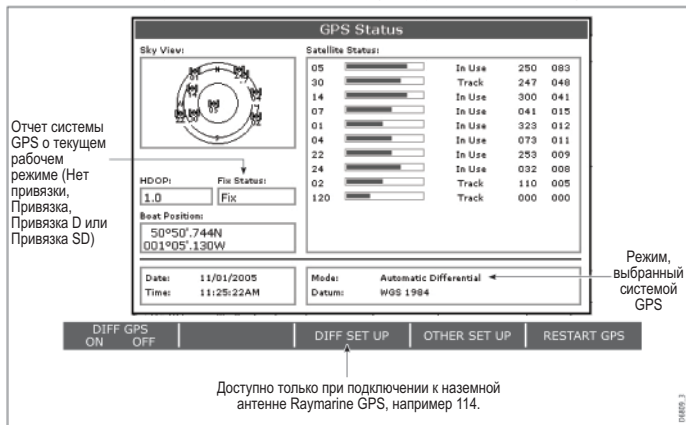 GPS Status
Sky View:
Satellite Status:
05 In Use 250 083
30 Track 247 048
14 In Use 300 041
07 In Use 041 015
01 In Use 323 012
04 In Use 073 011
22 In Use 253 009
24 In Use 032 008
02 Track 110 005
120 Track 000 000
HDOP:
Fix Status:
1.0
Fix
Boat Position:
50°50'.744N
001°05'.130W
Date: 11/01/2005
Time: 11:25:22AM
Mode: Automatic Differential
Datum: WGS 1984
Отчет системы
GPS о текущем
рабочем
режиме (Нет
привязки,
Привязка,
Привязка D или
Привязка SD)
Режим,
выбранный
системой
GPS
DIFF GPS
ON OFF
DIFF SET UP
OTHER SET UP
RESTART GPS
Доступно только при подключении к наземной
антенне Raymarine GPS, например 114.
D6809_3